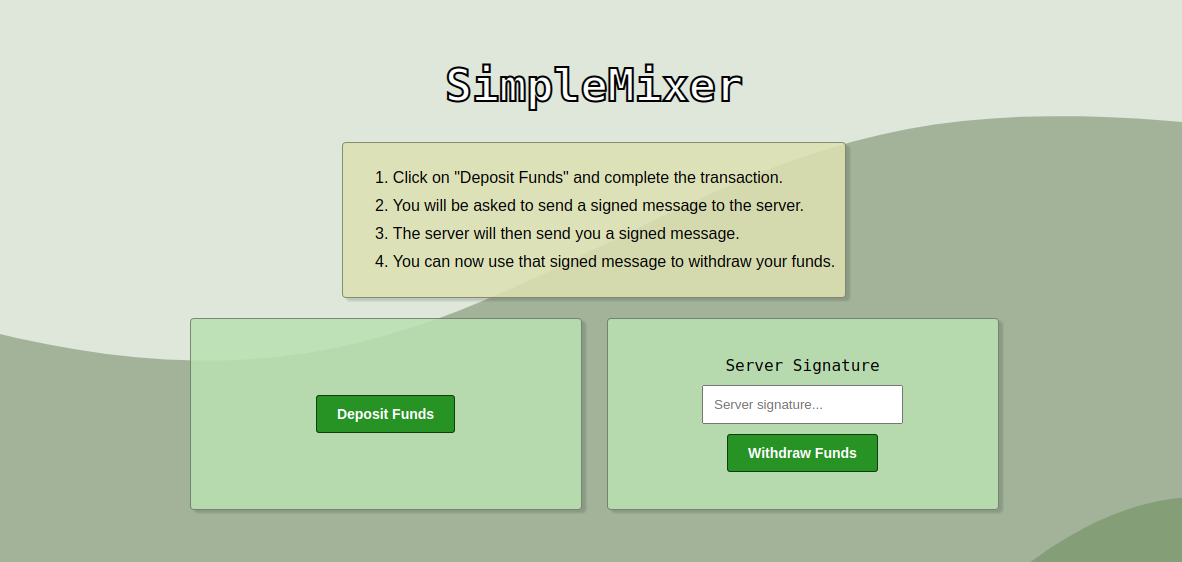 SimpleMixer
1. Click on "Deposit Funds" and complete the transaction.
2. You will be asked to send a signed message to the server.
3. The server will then send you a signed message.
4. You can now use that signed message to withdraw your funds.
Deposit Funds
Server Signature
Server signature...
Withdraw Funds